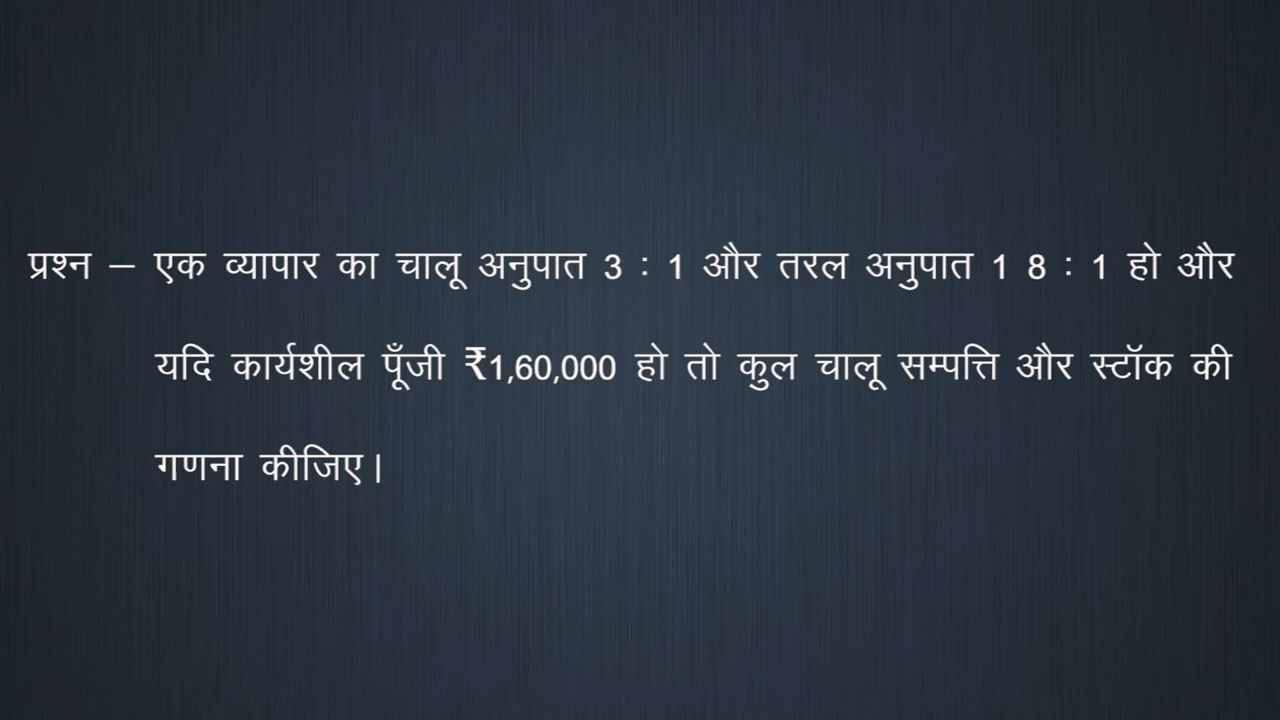 प्रश्न – एक व्यापार का चालू अनुपात 3 : 1 और तरल अनुपात 1 8 : 1 हो और
यदि कार्यशील पूँजी ₹1,60,000 हो तो कुल चालू सम्पत्ति और स्टॉक की
गणना कीजिए।